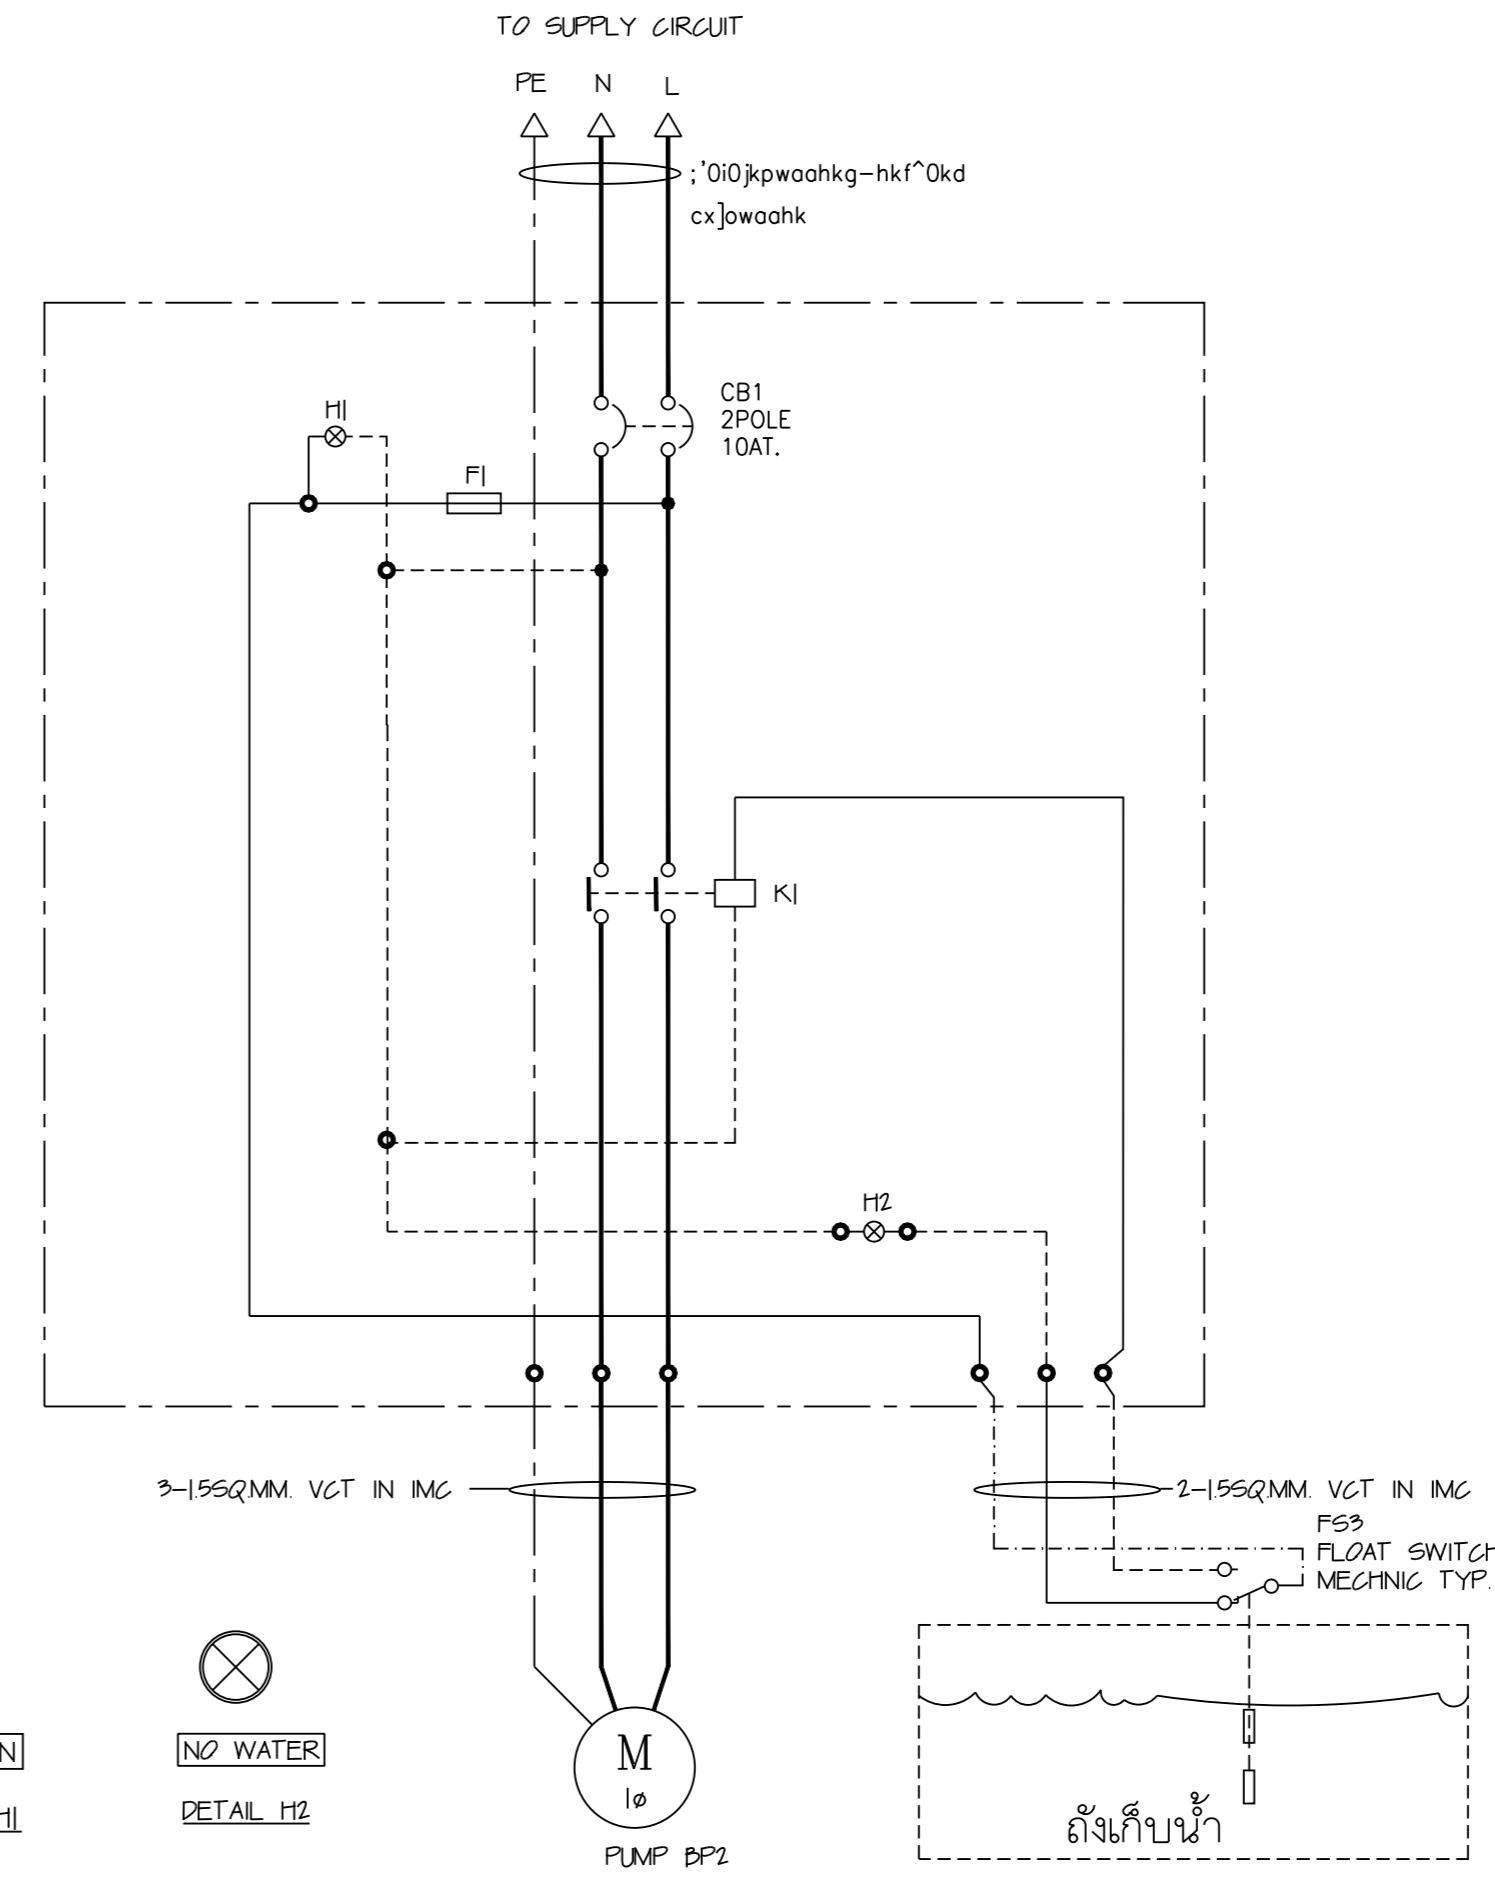 TO SUPPLY CIRCUIT
PE N L
;'0i0jkpwaahkg-hkf^0kd
cx]owaahk
CB1
2POLE
10AT.
H1
F1
K1
H2
3-1.5SQ.MM. VCT IN IMC
2-1.5SQ.MM. VCT IN IMC
FS3
FLOAT SWITCH
MECHNIC TYP.
N
H1
NO WATER
DETAIL H2
M
1ø
PUMP BP2
ถังเก็บน้ำ